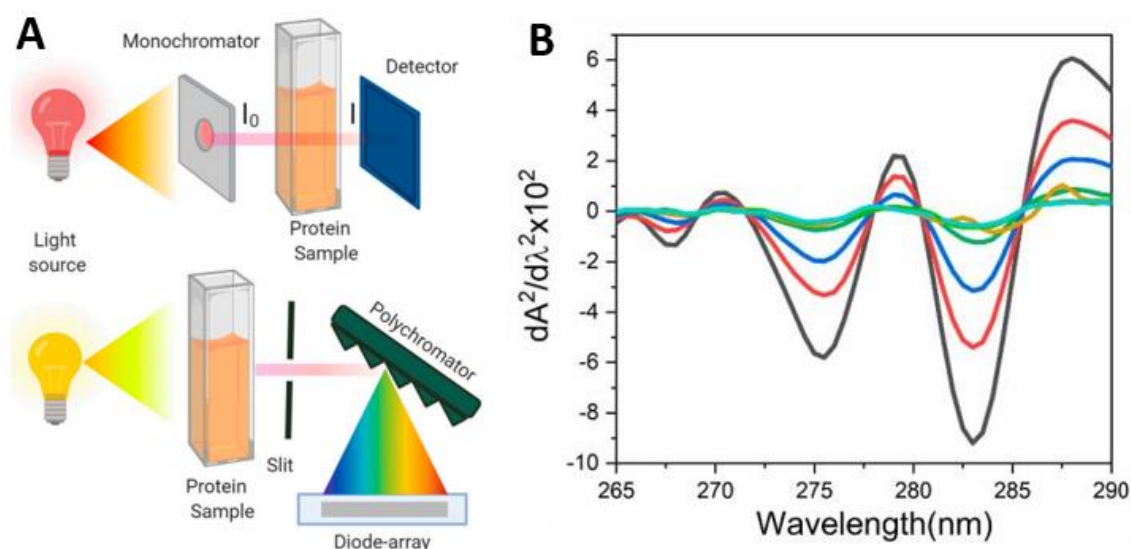 A
Monochromator
Detector
I₀
I
Light
source
Protein
Sample
Polychromator
Slit
Protein
Sample
Diode-array
B
dA²/dλ²x10²
6
4
2
0
-2
-4
-6
-8
-10
265 270 275 280 285 290
Wavelength(nm)